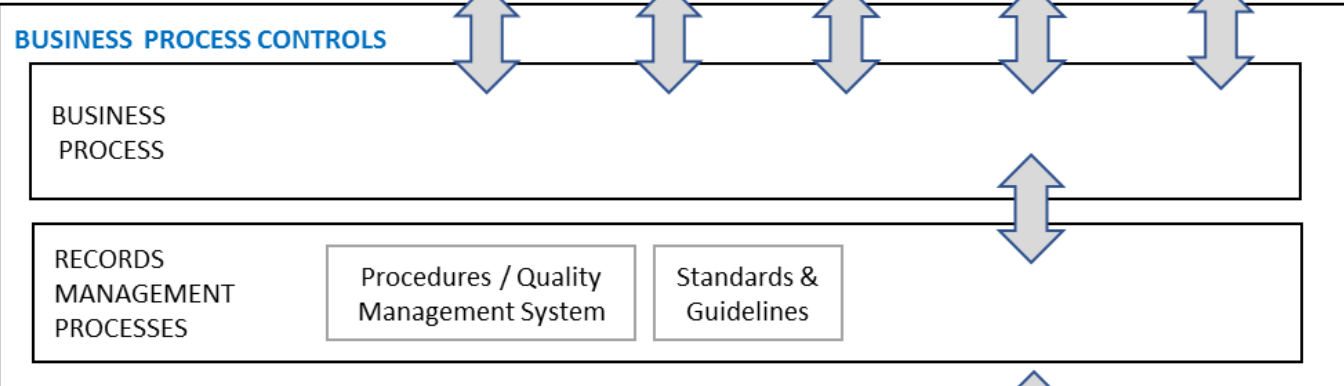 BUSINESS PROCESS CONTROLS
BUSINESS
PROCESS
RECORDS
MANAGEMENT
PROCESSES
Procedures / Quality
Management System
Standards &
Guidelines